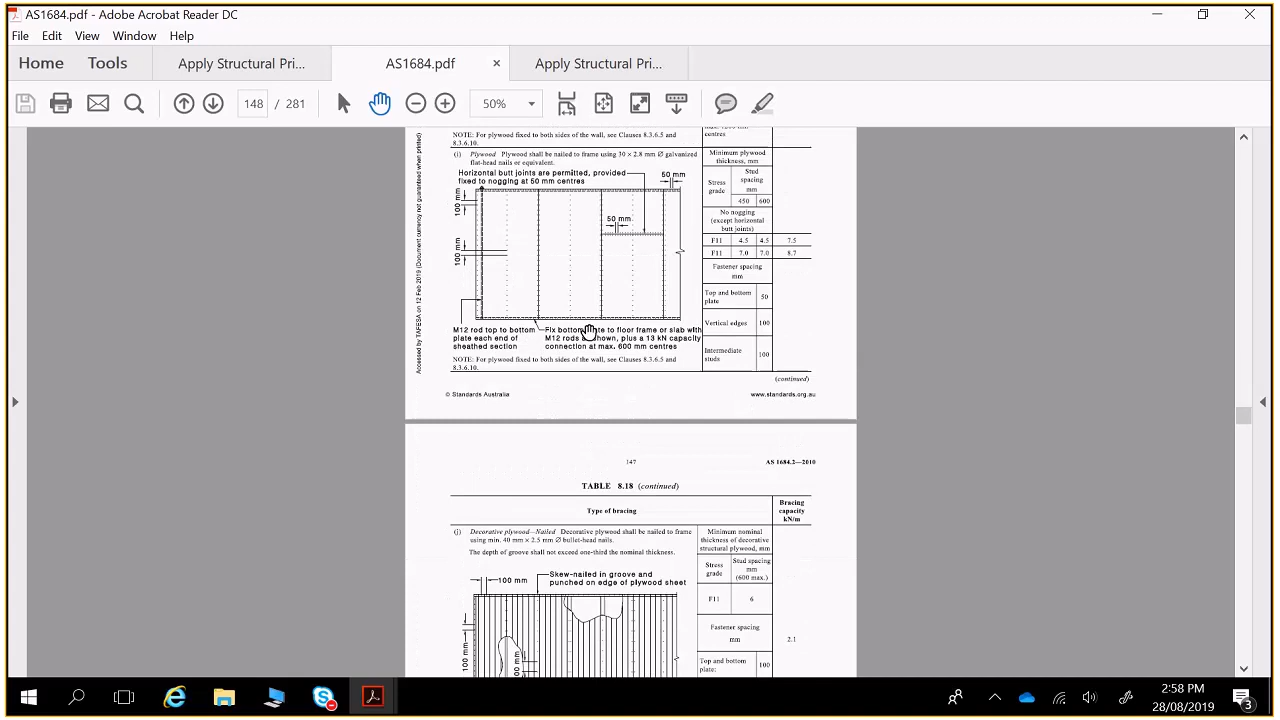 AS1684.pdf - Adobe Acrobat Reader DC
File Edit View Window Help
Home Tools Apply Structural Pri... AS1684.pdf × Apply Structural Pri...
148 / 281 50%
NOTE: For plywood fixed to both sides of the wall, see Clauses 8.3.6.5 and
8.3.6.10.
centres
(i) Plywood Plywood shall be nailed to frame using 30 × 2.8 mm Ø galvanized
flat-head nails or equivalent.
Horizontal butt joints are permitted, provided
fixed to nogging at 50 mm centres
50 mm
100 mm
50 mm
100 mm
M12 rod top to bottom
plate each end of
sheathed section
Fix bottom plate to floor frame or slab with
M12 rods as shown, plus a 13 kN capacity
connection at max. 600 mm centres
NOTE: For plywood fixed to both sides of the wall, see Clauses 8.3.6.5 and
8.3.6.10.
Minimum plywood
thickness, mm
Stress
grade
Stud
spacing
mm
450 600
No nogging
(except horizontal
butt joints)
F11 4.5 4.5 7.5
F11 7.0 7.0 8.7
Fastener spacing
mm
Top and bottom
plate 50
Vertical edges 100
Intermediate
studs 100
(continued)
Accessed by TAFESA on 12 Feb 2019 (Document currency not guaranteed when printed)
© Standards Australia www.standards.org.au
147 AS 1684.2—2010
TABLE 8.18 (continued)
Type of bracing
Bracing
capacity
kN/m
(j) Decorative plywood—Nailed Decorative plywood shall be nailed to frame
using min. 40 mm × 2.5 mm Ø bullet-head nails.
The depth of groove shall not exceed one-third the nominal thickness.
100 mm
Skew-nailed in groove and
punched on edge of plywood sheet
100 mm
Minimum nominal
thickness of decorative
structural plywood, mm
Stress
grade
Stud spacing
mm
(600 max.)
F11 6
Fastener spacing
mm 2.1
Top and bottom
plate: 100
2:58 PM
28/08/2019
3